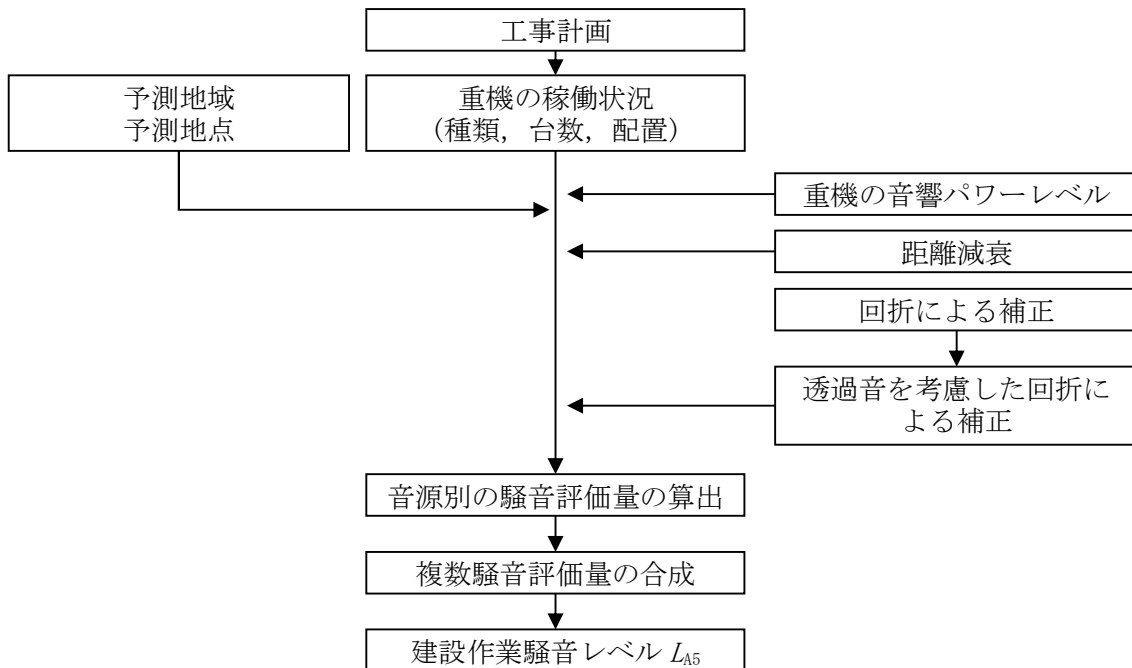 工事計画
予測地域
予測地点
重機の稼働状況
(種類,台数,配置)
重機の音響パワーレベル
距離減衰
回折による補正
透過音を考慮した回折に
よる補正
音源別の騒音評価量の算出
複数騒音評価量の合成
建設作業騒音レベル LA5